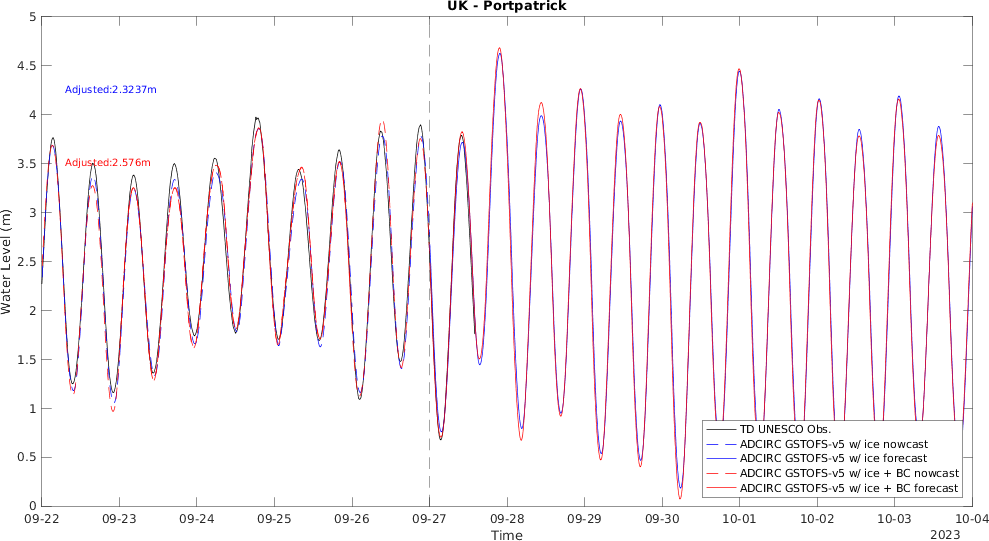 UK - Portpatrick
5
4.5
4
3.5
3
2.5
2
1.5
1
0.5
0
Water Level (m)
Adjusted:2.3237m
Adjusted:2.576m
TD UNESCO Obs.
ADCIRC GSTOFS-v5 w/ ice nowcast
ADCIRC GSTOFS-v5 w/ ice forecast
ADCIRC GSTOFS-v5 w/ ice + BC nowcast
ADCIRC GSTOFS-v5 w/ ice + BC forecast
09-22 09-23 09-24 09-25 09-26 09-27 09-28 09-29 09-30 10-01 10-02 10-03 10-04
Time
2023